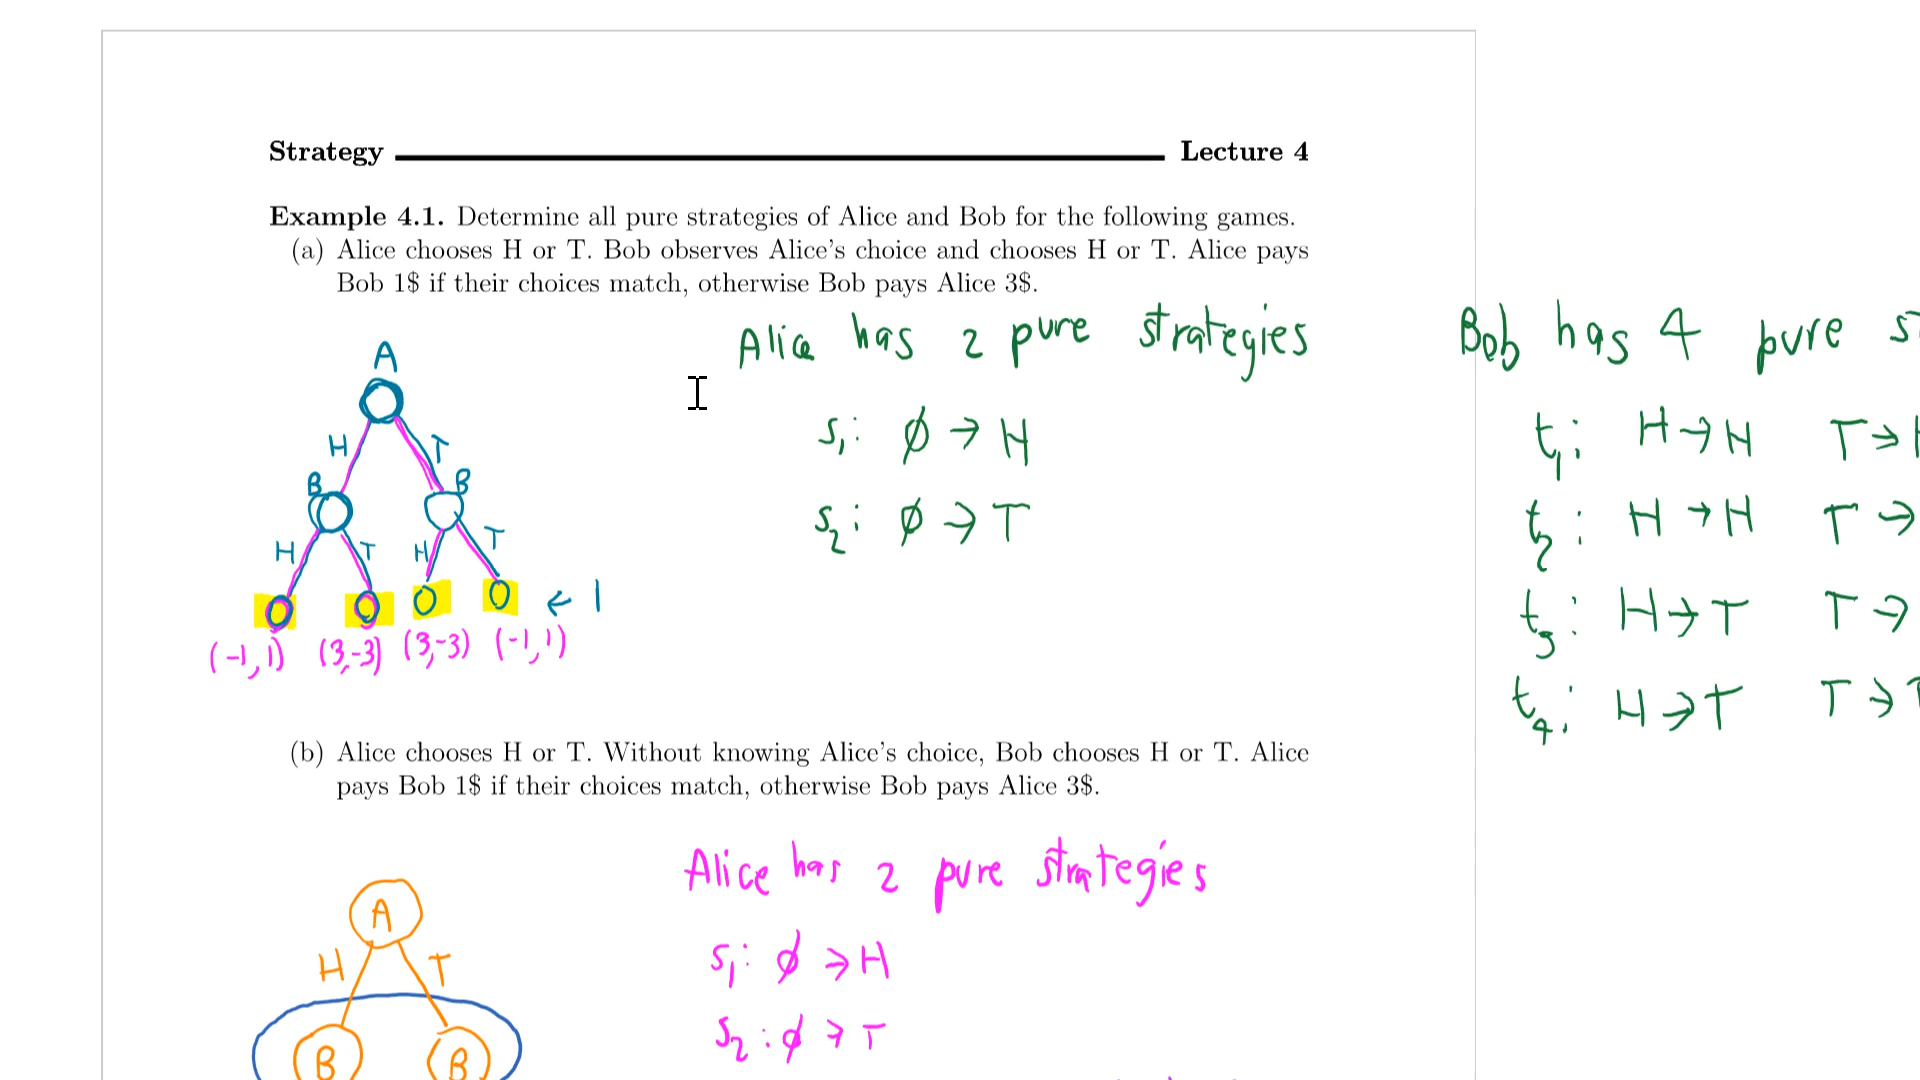 Strategy Lecture 4
Example 4.1. Determine all pure strategies of Alice and Bob for the following games.
(a) Alice chooses H or T. Bob observes Alice's choice and chooses H or T. Alice pays
Bob 1$ if their choices match, otherwise Bob pays Alice 3$.
Alice has 2 pure strategies
s₁: ∅ → H
s₂: ∅ → T
Bob has 4 pure
t₁: H → H T →
t₂: H → H T →
t₃: H → T T →
t₄: H → T T →
A
H T
B B
H T H T
← 1
(-1, 1) (3,-3) (3,-3) (-1, 1)
(b) Alice chooses H or T. Without knowing Alice's choice, Bob chooses H or T. Alice
pays Bob 1$ if their choices match, otherwise Bob pays Alice 3$.
Alice has 2 pure strategies
s₁: ∅ → H
s₂: ∅ → T
A
H T
B B